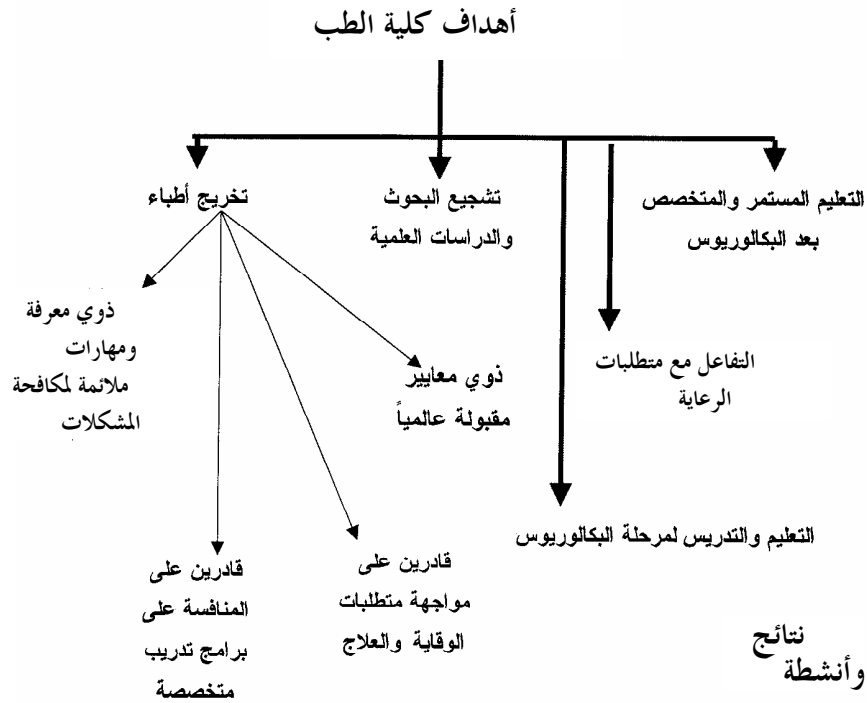 أهداف كلية الطب
التعليم المستمر والمتخصص
بعد البكالوريوس
تشجيع البحوث
والدراسات العلمية
تخريج أطباء
التفاعل مع متطلبات
الرعاية
ذوي معايير
مقبولة عالمياً
ذوي معرفة
ومهارات
ملائمة لمكافحة
المشكلات
التعليم والتدريس لمرحلة البكالوريوس
قادرين على
مواجهة متطلبات
الوقاية والعلاج
قادرين على
المنافسة على
برامج تدريب
متخصصة
نتائج
وأنشطة